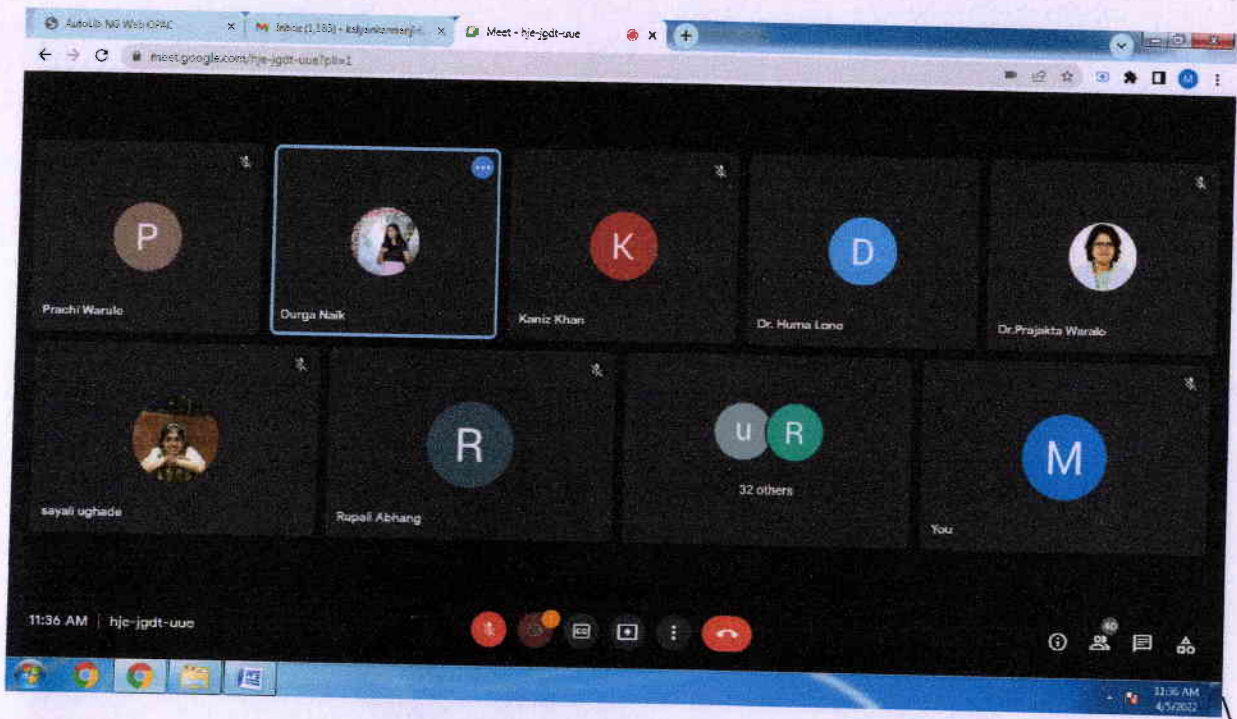 AutoLib NG Web OPAC
Meet - hje-jgdt-uue
meet.google.com/hje-jgdt-uue?pli=1
M
P
K
D
Prachi Warule
Durga Naik
Kaniz Khan
Dr. Huma Lone
Dr.Prajakta Warale
R
u R
M
32 others
sayali ughade
Rupali Abhang
You
11:36 AM | hje-jgdt-uue
CC
40
11:36 AM
4/5/2022